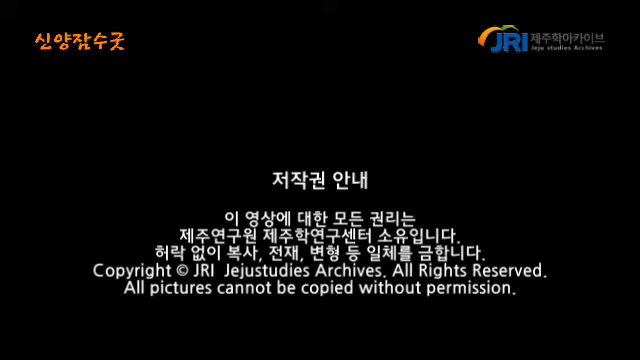 신양잠수굿
JRI 제주학아카이브
Jeju studies Archives
저작권 안내
이 영상에 대한 모든 권리는
제주연구원 제주학연구센터 소유입니다.
허락 없이 복사, 전재, 변형 등 일체를 금합니다.
Copyright © JRI Jejustudies Archives. All Rights Reserved.
All pictures cannot be copied without permission.